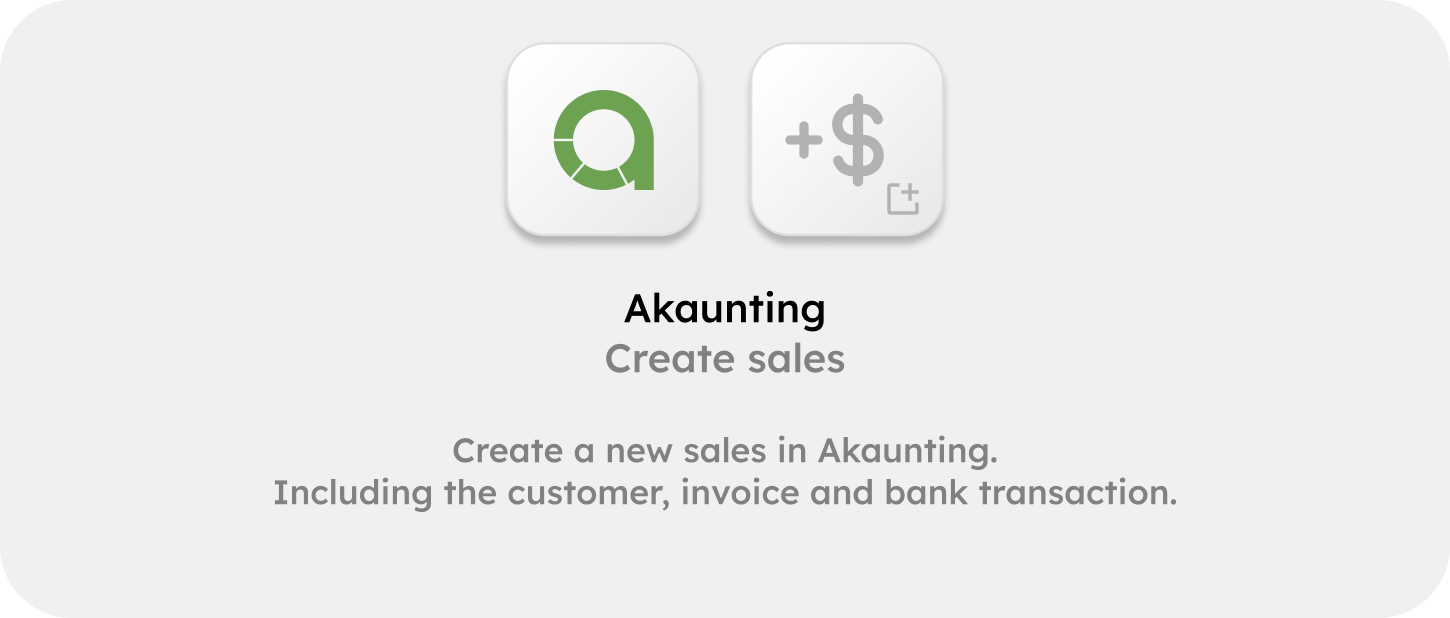 +$
Akaunting
Create sales
Create a new sales in Akaunting.
Including the customer, invoice and bank transaction.